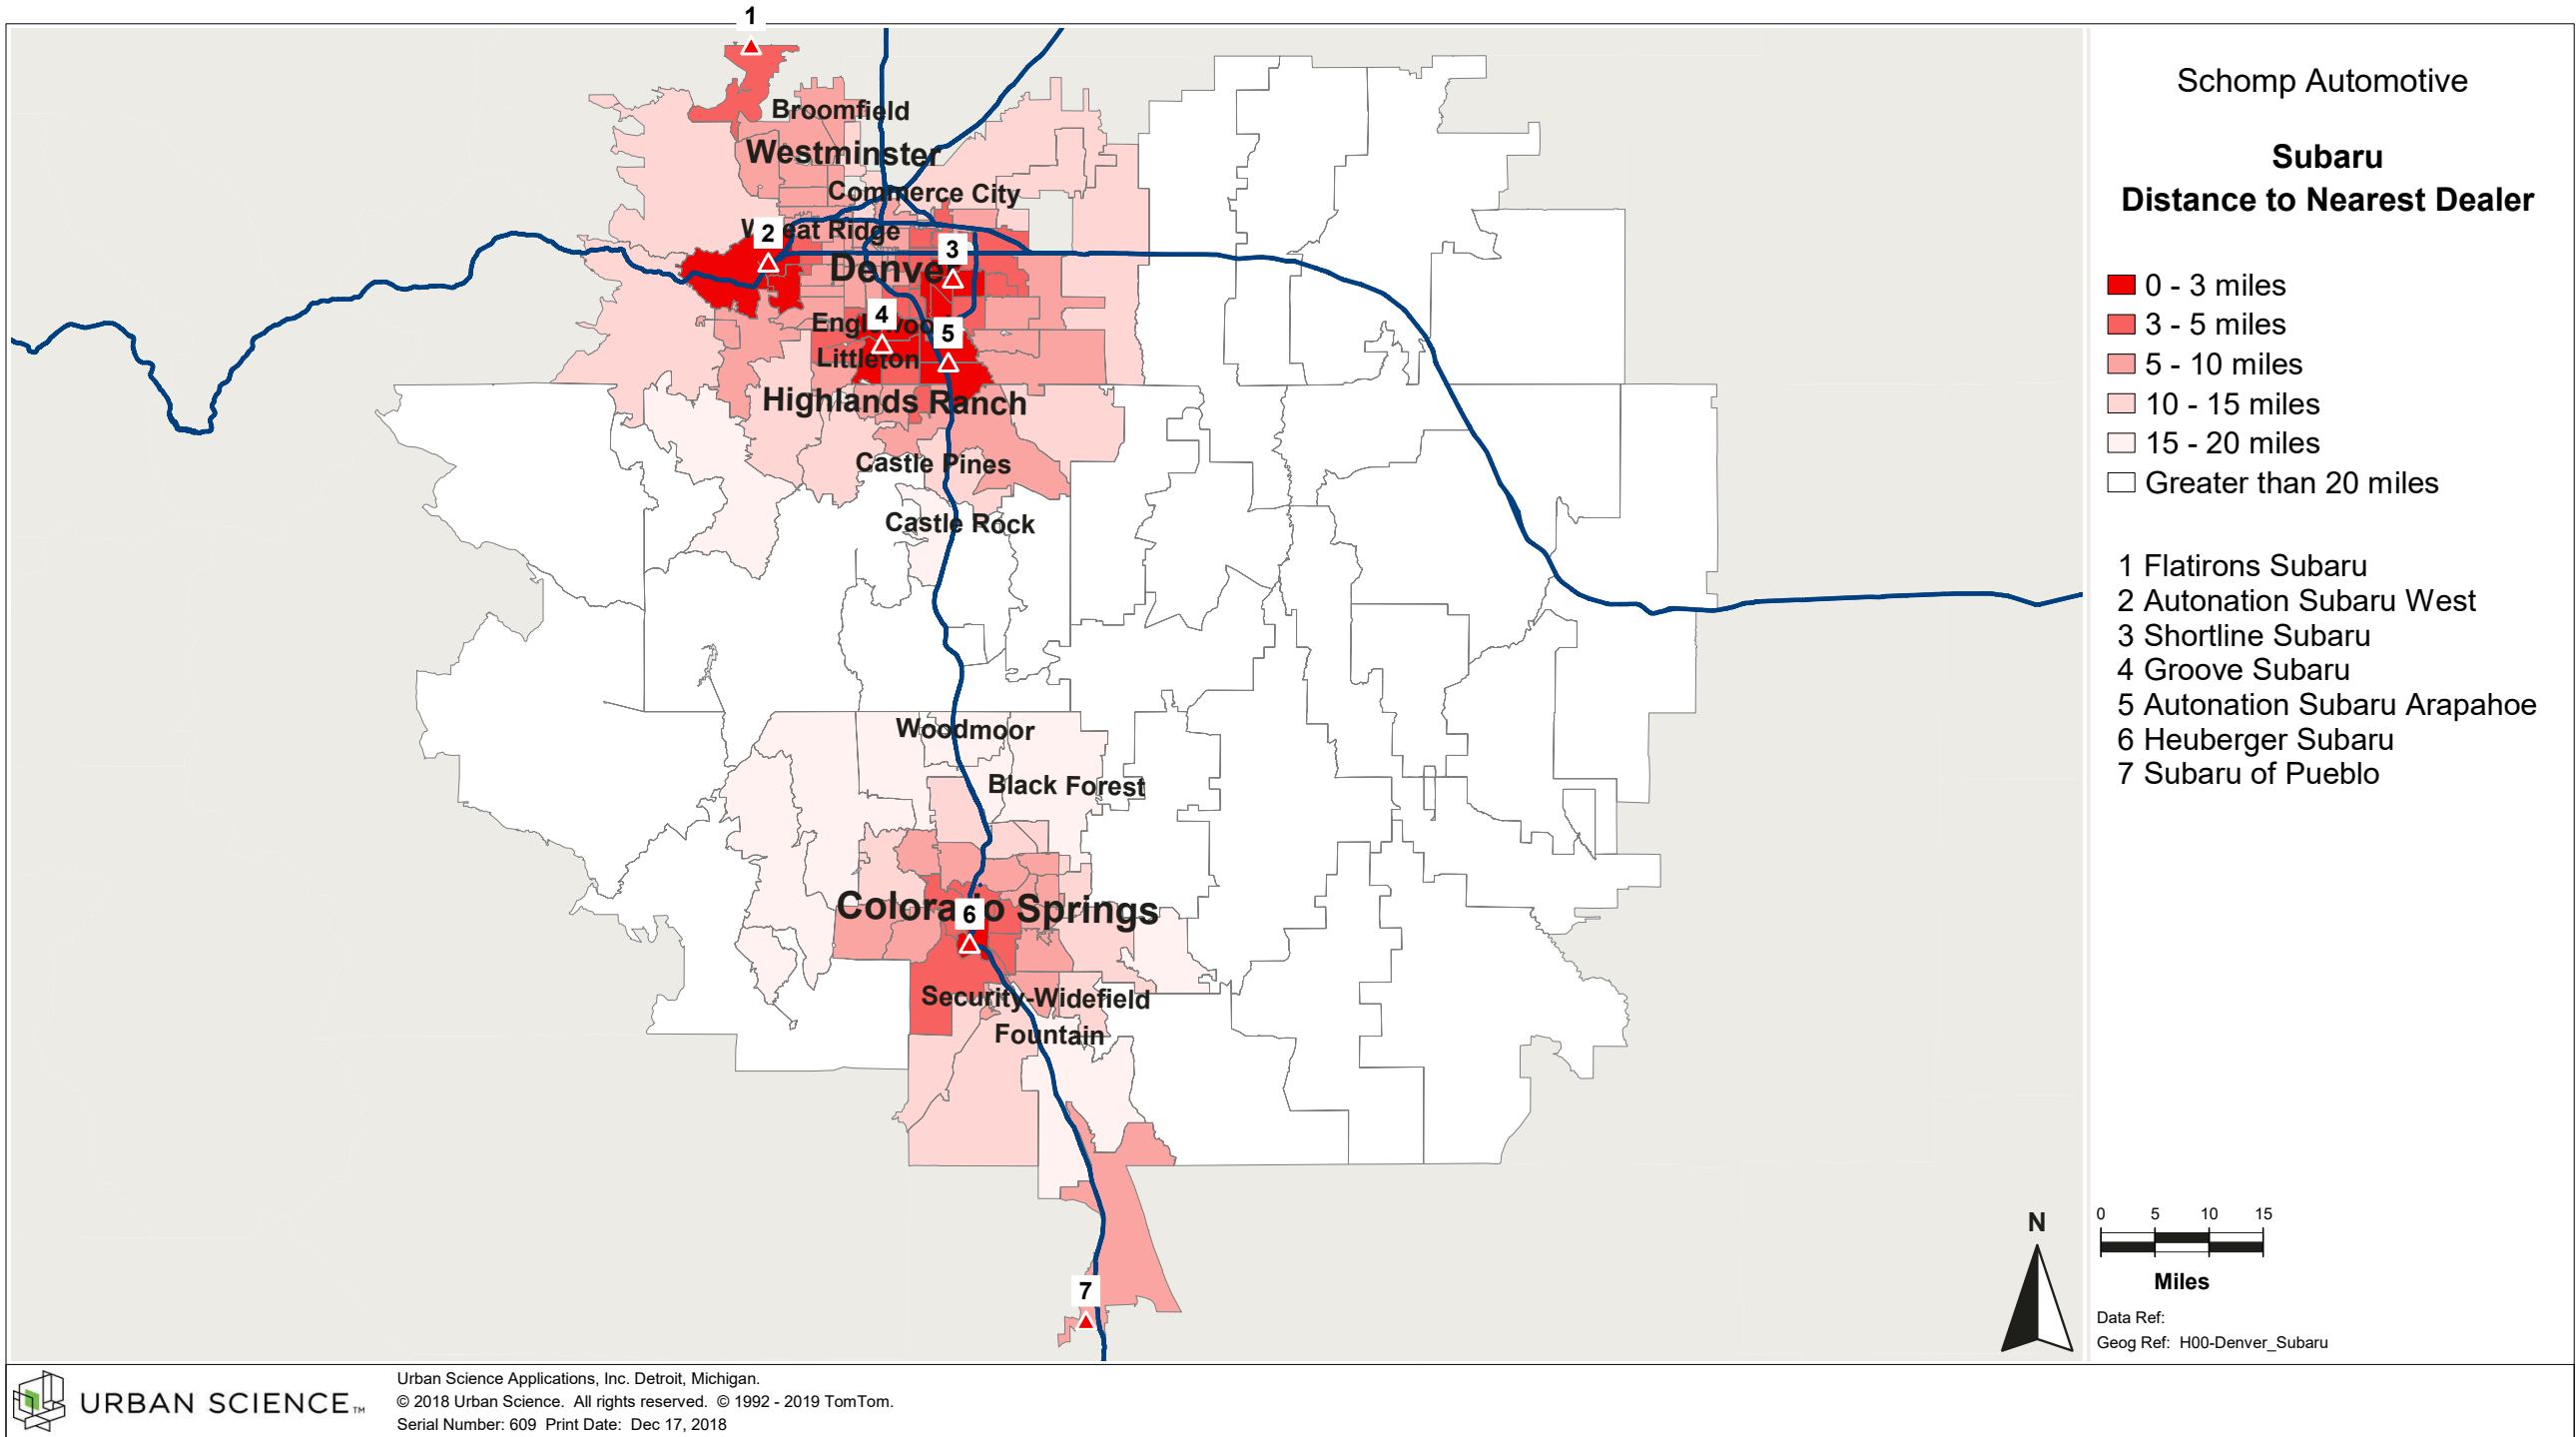 1
Broomfield
Westminster
Commerce City
Wheat Ridge
2
3
Denver
4
Englewood
5
Littleton
Highlands Ranch
Castle Pines
Castle Rock
Woodmoor
Black Forest
Colorado Springs
6
Security-Widefield
Fountain
7
N
Schomp Automotive
Subaru
Distance to Nearest Dealer
0 - 3 miles
3 - 5 miles
5 - 10 miles
10 - 15 miles
15 - 20 miles
Greater than 20 miles
1 Flatirons Subaru
2 Autonation Subaru West
3 Shortline Subaru
4 Groove Subaru
5 Autonation Subaru Arapahoe
6 Heuberger Subaru
7 Subaru of Pueblo
0 5 10 15
Miles
Data Ref:
Geog Ref: H00-Denver_Subaru
URBAN SCIENCE™
Urban Science Applications, Inc. Detroit, Michigan.
© 2018 Urban Science. All rights reserved. © 1992 - 2019 TomTom.
Serial Number: 609 Print Date: Dec 17, 2018